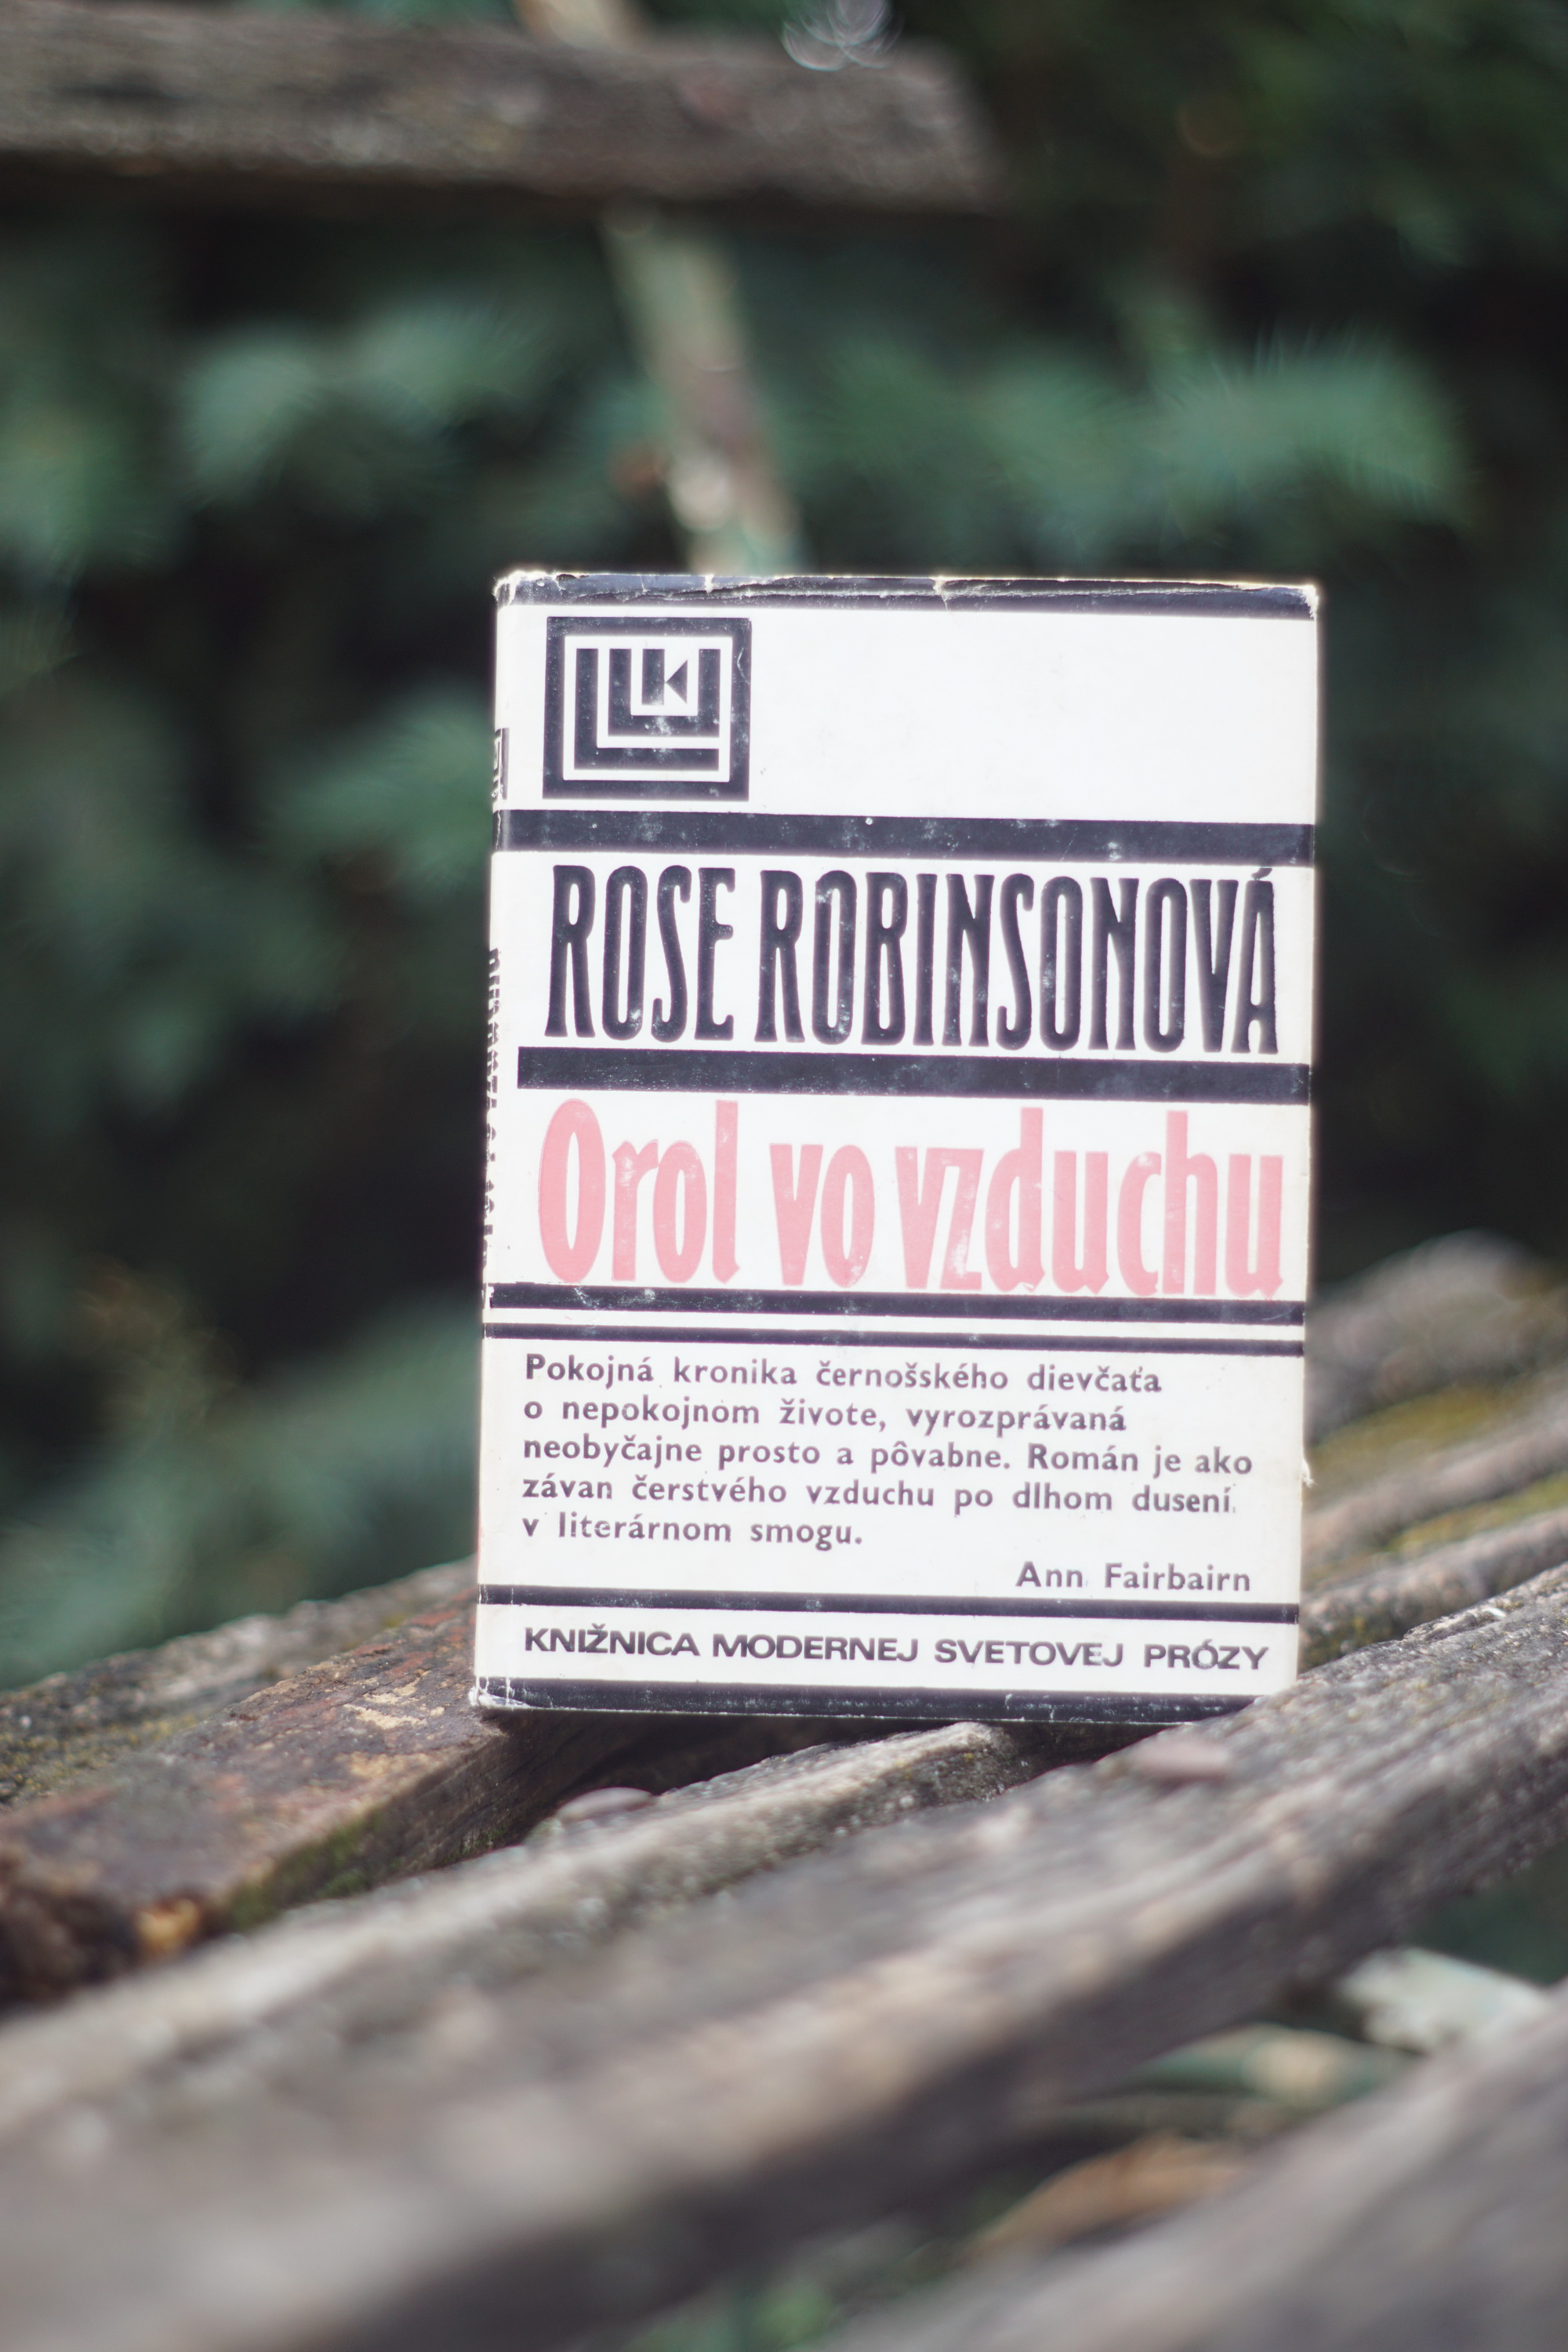 ROSE ROBINSONOVÁ
Orol vo vzduchu
Pokojná kronika černošského dievčaťa
o nepokojnom živote, vyrozprávaná
neobyčajne prosto a pôvabne. Román je ako
závan čerstvého vzduchu po dlhom dusení
v literárnom smogu.
Ann Fairbairn
KNIŽNICA MODERNEJ SVETOVEJ PRÓZY